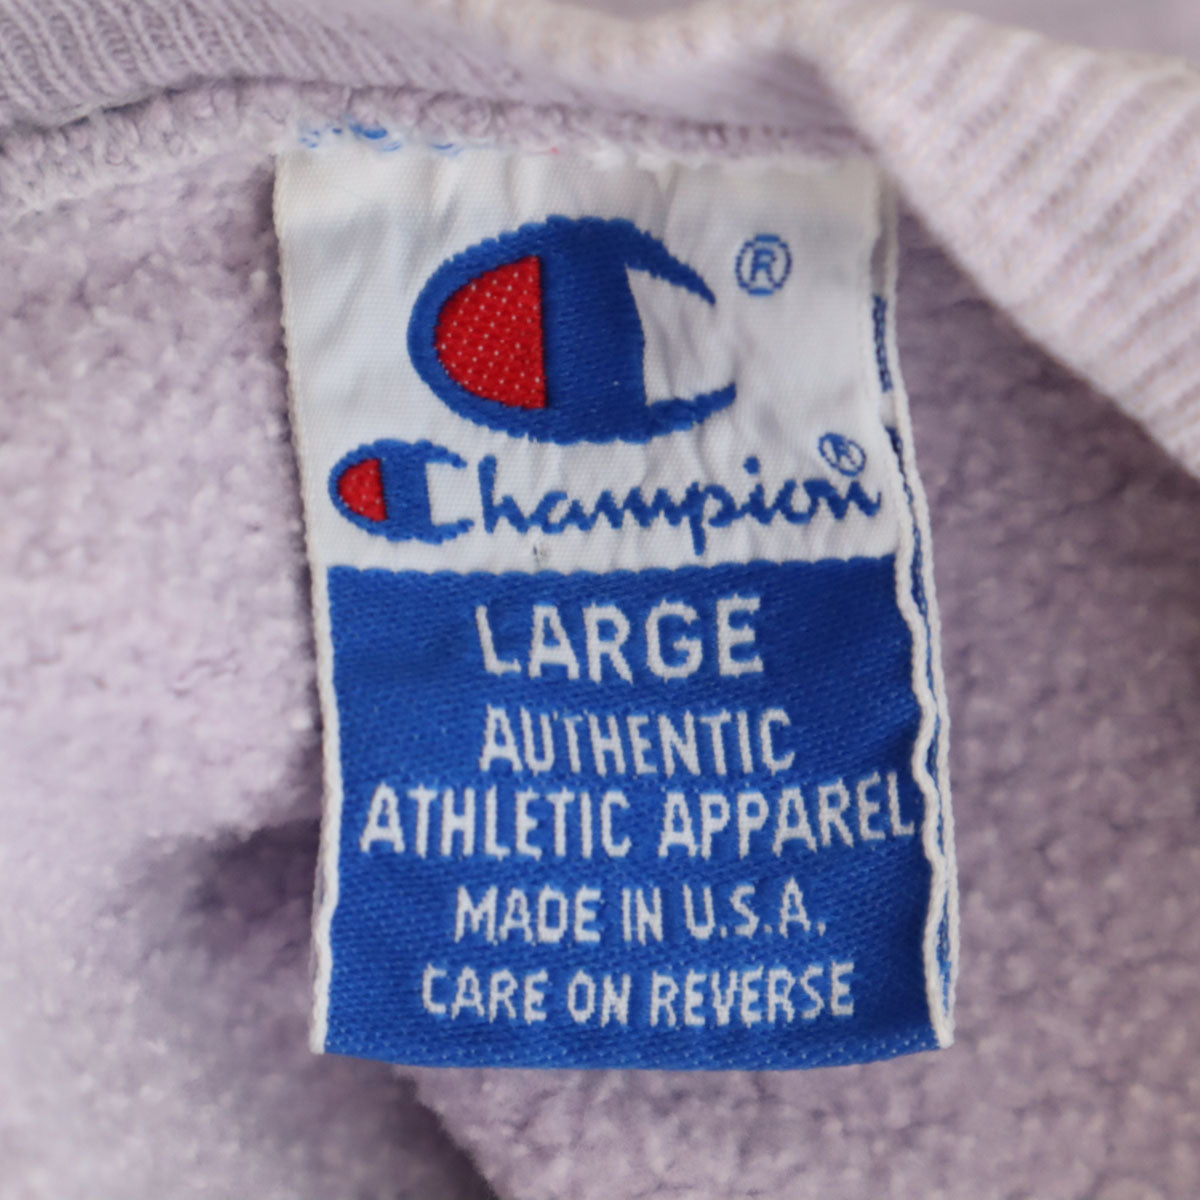 ®
Champion®
LARGE
AUTHENTIC
ATHLETIC APPAREL
MADE IN U.S.A.
CARE ON REVERSE